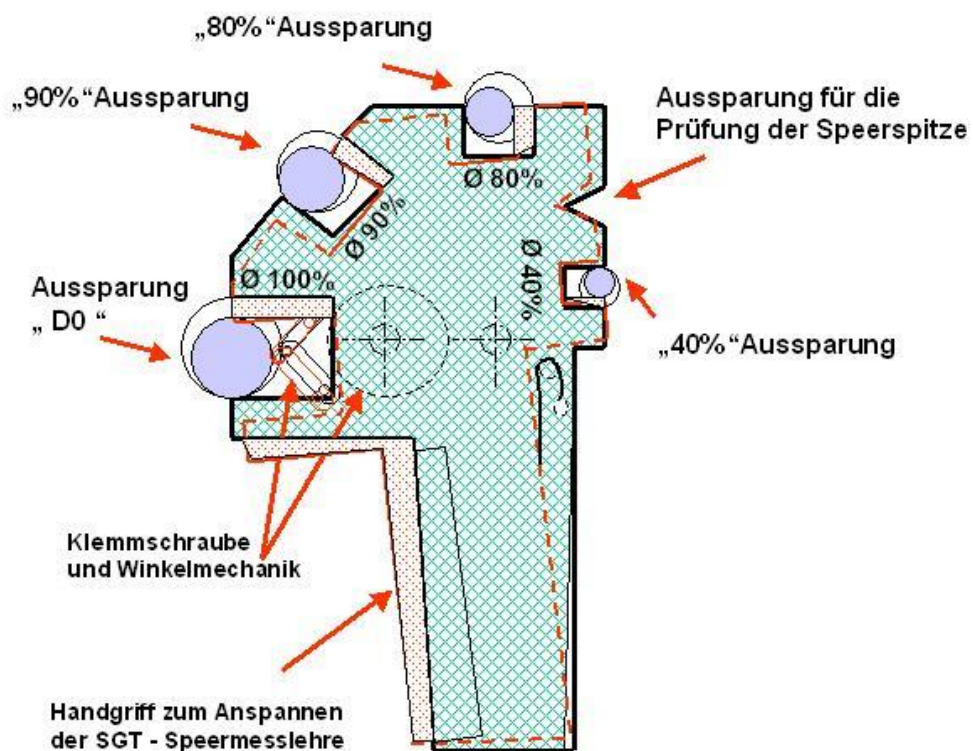 „80%“Aussparung
„90%“Aussparung
Aussparung für die
Prüfung der Speerspitze
Ø 80%
Ø 90%
Ø 100%
Ø 40%
Aussparung
„ D0 “
„40%“Aussparung
Klemmschraube
und Winkelmechanik
Handgriff zum Anspannen
der SGT - Speermesslehre